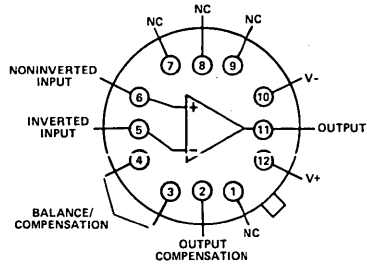 NC
NC
NC
7
8
9
NONINVERTED
INPUT
6
+
10
V-
INVERTED
INPUT
5
−
11
OUTPUT
4
12
V+
3
2
1
BALANCE/
COMPENSATION
NC
OUTPUT
COMPENSATION